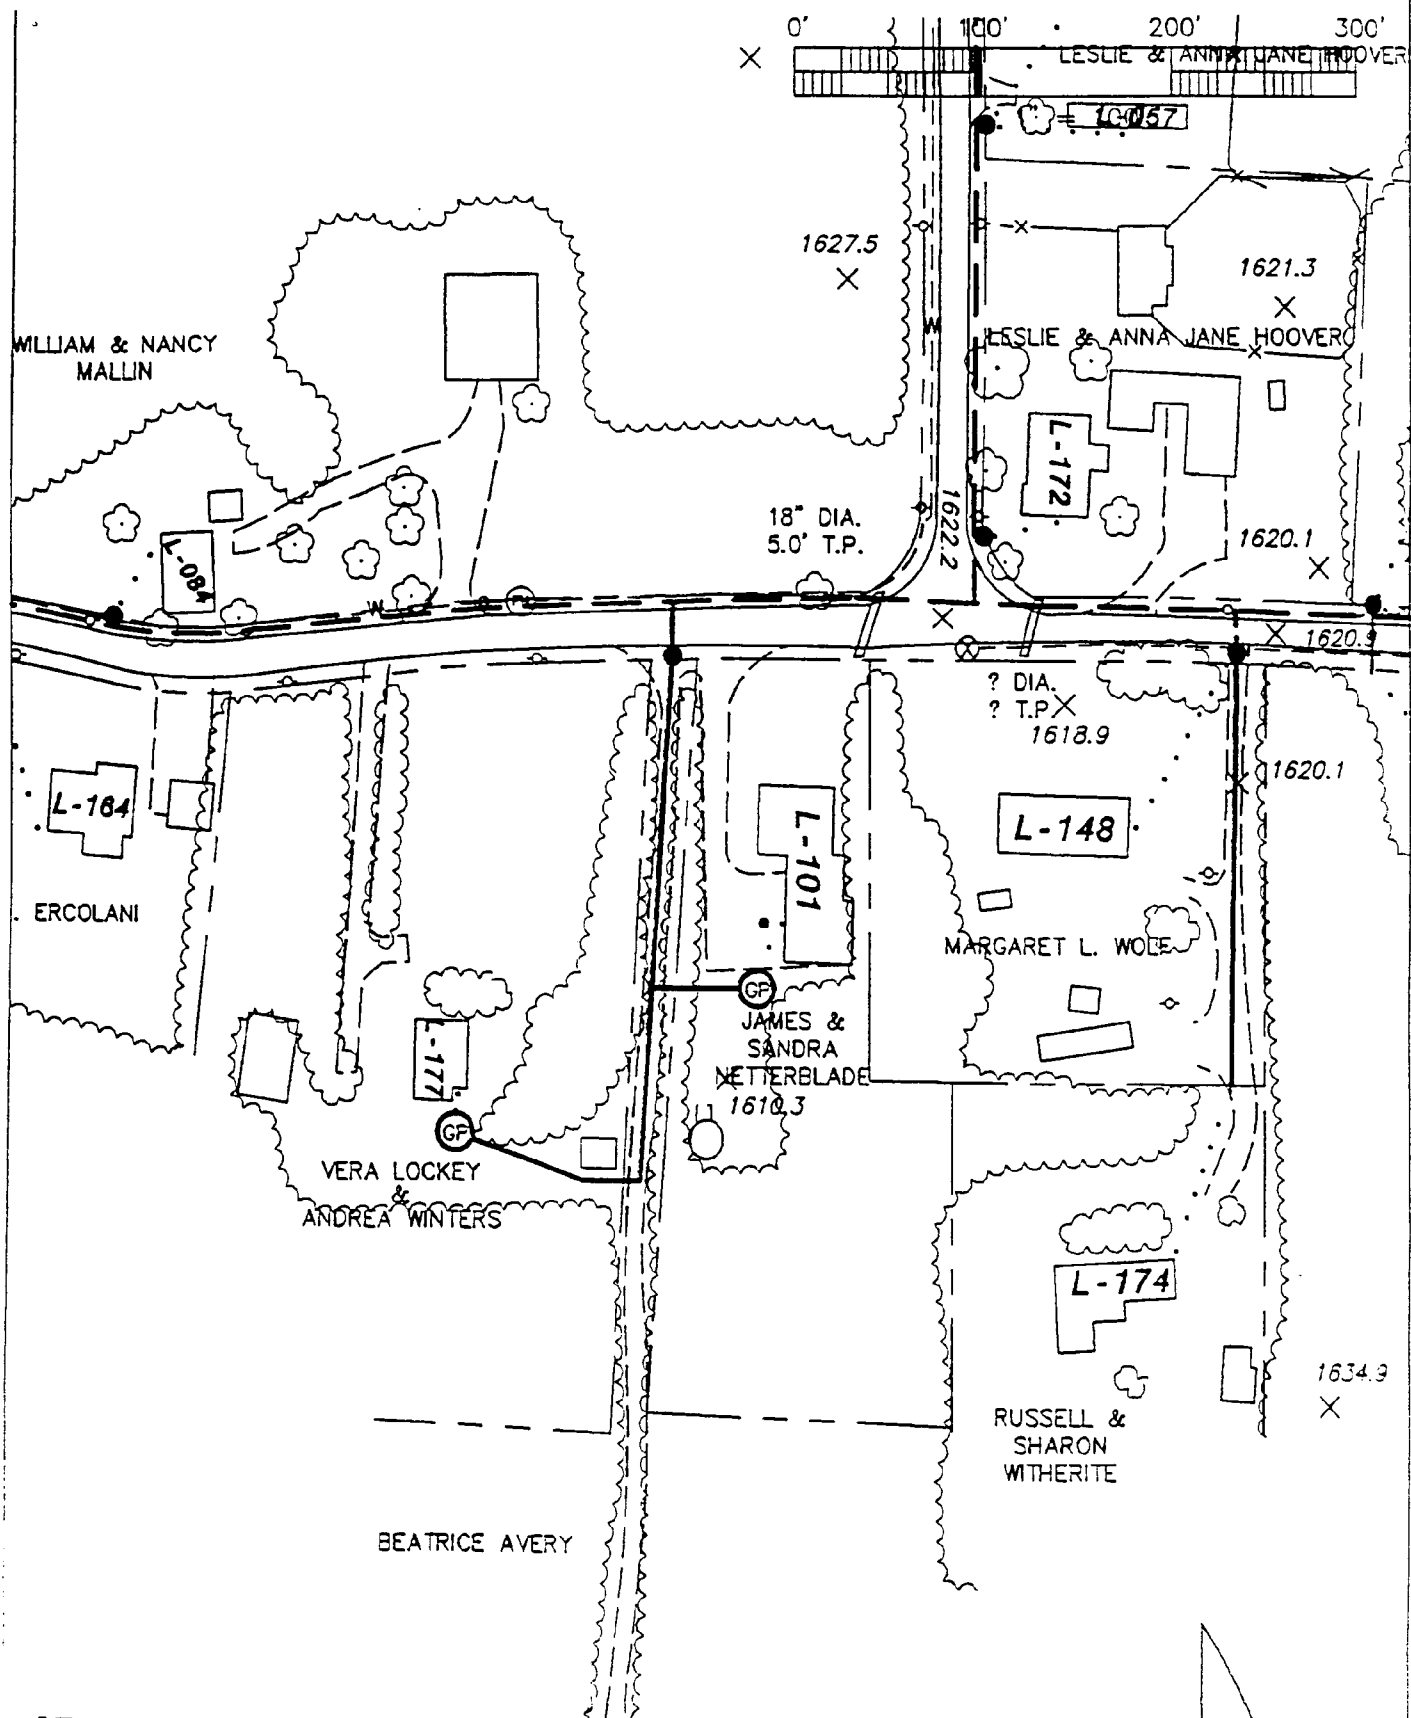 0' 100' 200' 300'
LESLIE & ANNA JANE HOOVER
1627.5
1621.3
WILLIAM & NANCY
MALLIN
W
LESLIE & ANNA JANE HOOVER
L-172
18" DIA.
5.0' T.P.
1622.2
1620.1
L-084
W
1620.9
? DIA.
? T.P.
1618.9
1620.1
L-164
L-101
L-148
. ERCOLANI
MARGARET L. WOLF
GP
JAMES &
SANDRA
NETTERBLADE
1610.3
L-177
GP
VERA LOCKEY
&
ANDREA WINTERS
L-174
1634.9
RUSSELL &
SHARON
WITHERITE
BEATRICE AVERY